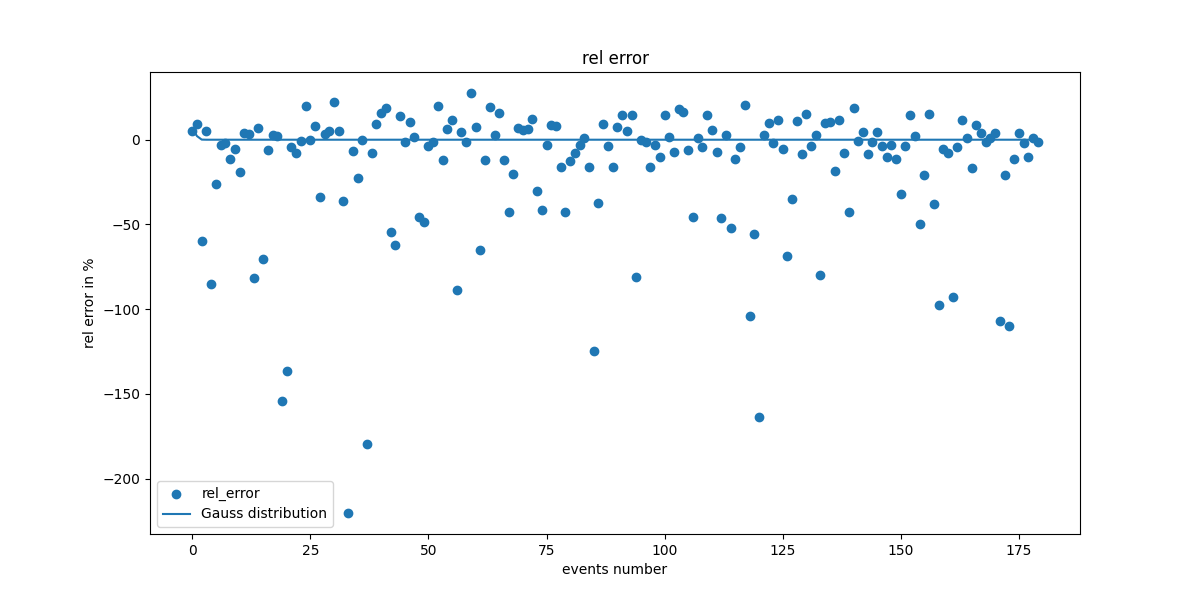 rel error
rel error in %
0
−50
−100
−150
−200
rel_error
Gauss distribution
0
25
50
75
100
125
150
175
events number